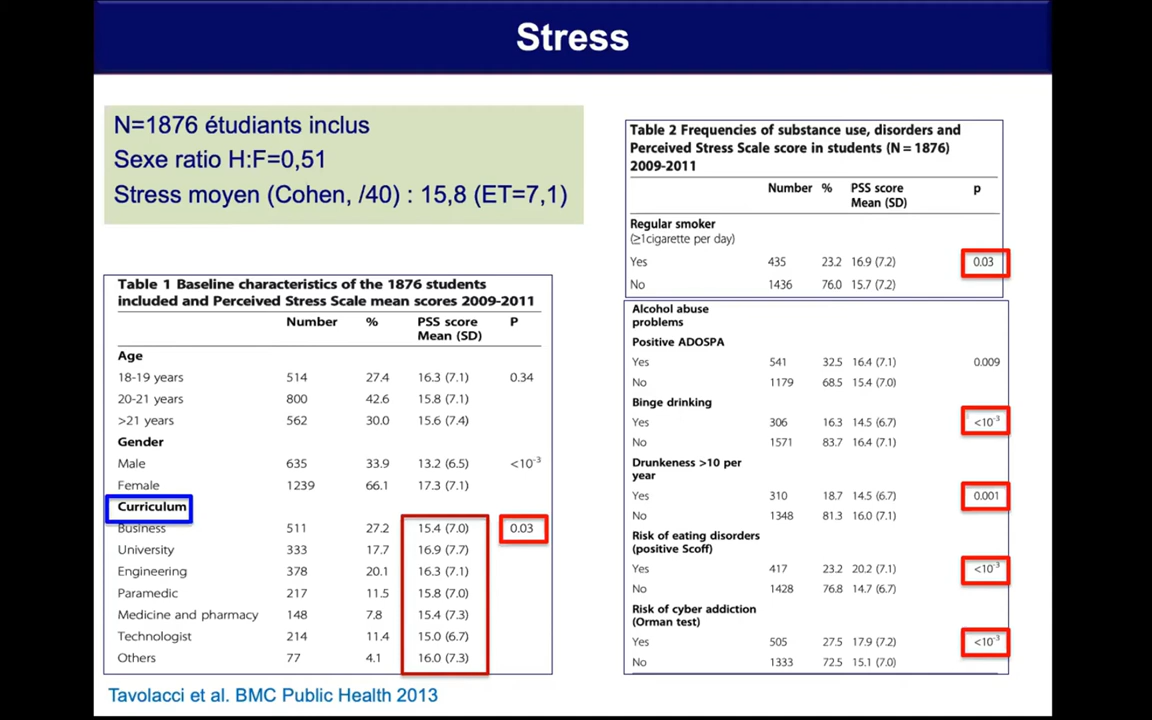 Stress
N=1876 étudiants inclus
Sexe ratio H:F=0,51
Stress moyen (Cohen, /40) : 15,8 (ET=7,1)
Table 1 Baseline characteristics of the 1876 students
included and Perceived Stress Scale mean scores 2009-2011
Number % PSS score P
Mean (SD)
Age
18-19 years 514 27.4 16.3 (7.1) 0.34
20-21 years 800 42.6 15.8 (7.1)
>21 years 562 30.0 15.6 (7.4)
Gender
Male 635 33.9 13.2 (6.5) <10⁻³
Female 1239 66.1 17.3 (7.1)
Curriculum
Business 511 27.2 15.4 (7.0) 0.03
University 333 17.7 16.9 (7.7)
Engineering 378 20.1 16.3 (7.1)
Paramedic 217 11.5 15.8 (7.0)
Medicine and pharmacy 148 7.8 15.4 (7.3)
Technologist 214 11.4 15.0 (6.7)
Others 77 4.1 16.0 (7.3)
Tavolacci et al. BMC Public Health 2013
Table 2 Frequencies of substance use, disorders and
Perceived Stress Scale score in students (N = 1876)
2009-2011
Number % PSS score p
Mean (SD)
Regular smoker
(≥1cigarette per day)
Yes 435 23.2 16.9 (7.2) 0.03
No 1436 76.0 15.7 (7.2)
Alcohol abuse
problems
Positive ADOSPA
Yes 541 32.5 16.4 (7.1) 0.009
No 1179 68.5 15.4 (7.0)
Binge drinking
Yes 306 16.3 14.5 (6.7) <10⁻³
No 1571 83.7 16.4 (7.1)
Drunkeness >10 per
year
Yes 310 18.7 14.5 (6.7) 0.001
No 1348 81.3 16.0 (7.1)
Risk of eating disorders
(positive Scoff)
Yes 417 23.2 20.2 (7.1) <10⁻³
No 1428 76.8 14.7 (6.7)
Risk of cyber addiction
(Orman test)
Yes 505 27.5 17.9 (7.2) <10⁻³
No 1333 72.5 15.1 (7.0)